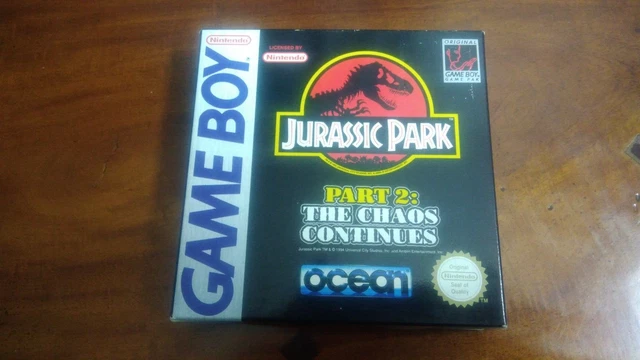 Nintendo
GAME BOY
LICENSED BY
Nintendo
ORIGINAL
GAME BOY
GAME PAK
JURASSIC PARK
PART 2:
THE CHAOS
CONTINUES
ocean
Original
Nintendo
Seal of
Quality
TM